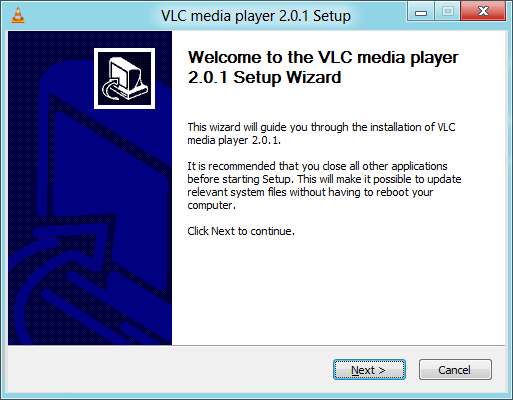 VLC media player 2.0.1 Setup
Welcome to the VLC media player
2.0.1 Setup Wizard
This wizard will guide you through the installation of VLC
media player 2.0.1.
It is recommended that you close all other applications
before starting Setup. This will make it possible to update
relevant system files without having to reboot your
computer.
Click Next to continue.
Next > Cancel